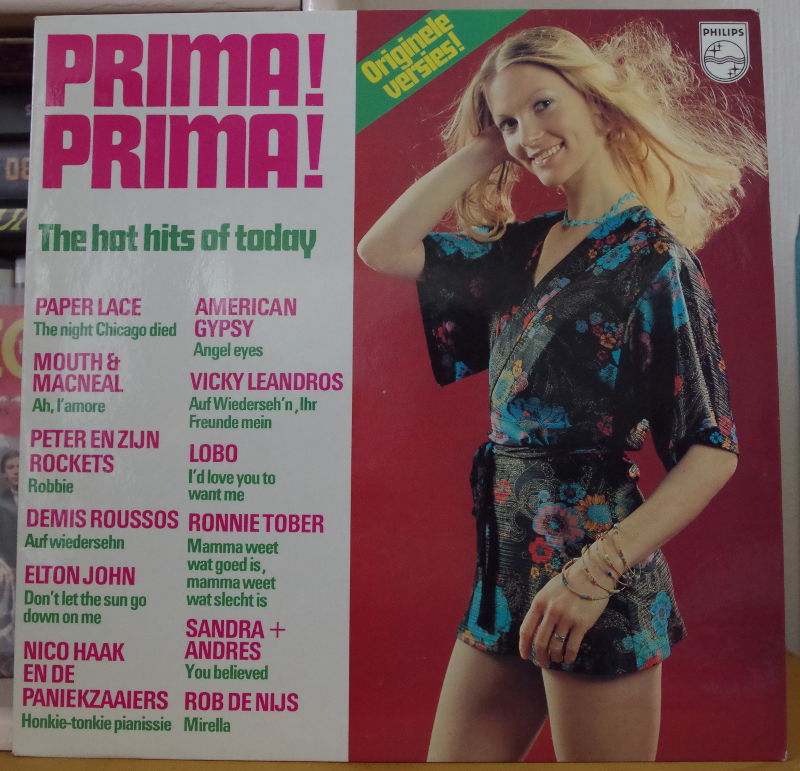 PRIMA!
PRIMA!
Originele
versies!
PHILIPS
The hot hits of today
PAPER LACE
The night Chicago died
MOUTH &
MACNEAL
Ah, l'amore
PETER EN ZIJN
ROCKETS
Robbie
DEMIS ROUSSOS
Auf wiedersehn
ELTON JOHN
Don't let the sun go
down on me
NICO HAAK
EN DE
PANIEKZAAIERS
Honkie-tonkie pianissie
AMERICAN
GYPSY
Angel eyes
VICKY LEANDROS
Auf Wiederseh'n, Ihr
Freunde mein
LOBO
I'd love you to
want me
RONNIE TOBER
Mamma weet
wat goed is,
mamma weet
wat slecht is
SANDRA +
ANDRES
You believed
ROB DE NIJS
Mirella